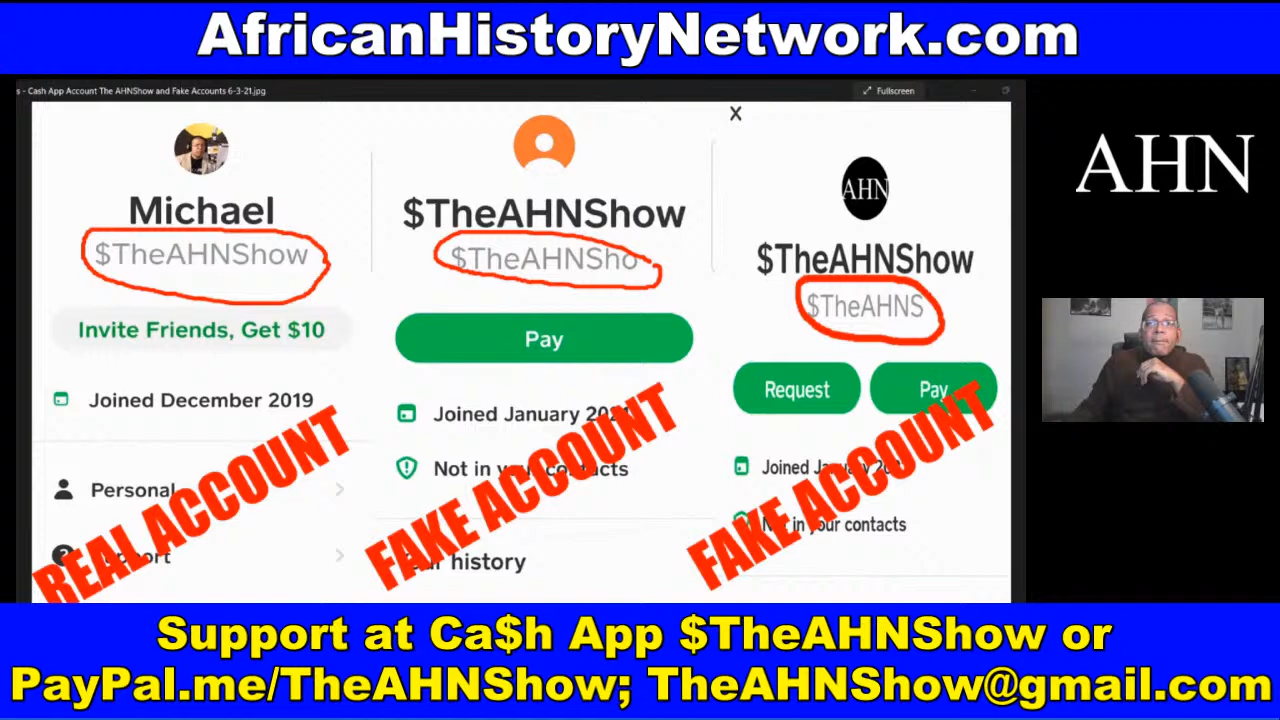 AfricanHistoryNetwork.com
s - Cash App Account The AHNShow and Fake Accounts 6-3-21.jpg
Fullscreen
X
Michael
$TheAHNShow
Invite Friends, Get $10
Joined December 2019
Personal
REAL ACCOUNT
$TheAHNShow
$TheAHNSho
Pay
Joined January
Not in your contacts
history
FAKE ACCOUNT
AHN
$TheAHNShow
$TheAHNS
Request
Pay
Joined
Not in your contacts
FAKE ACCOUNT
AHN
Support at Ca$h App $TheAHNShow or
PayPal.me/TheAHNShow; TheAHNShow@gmail.com